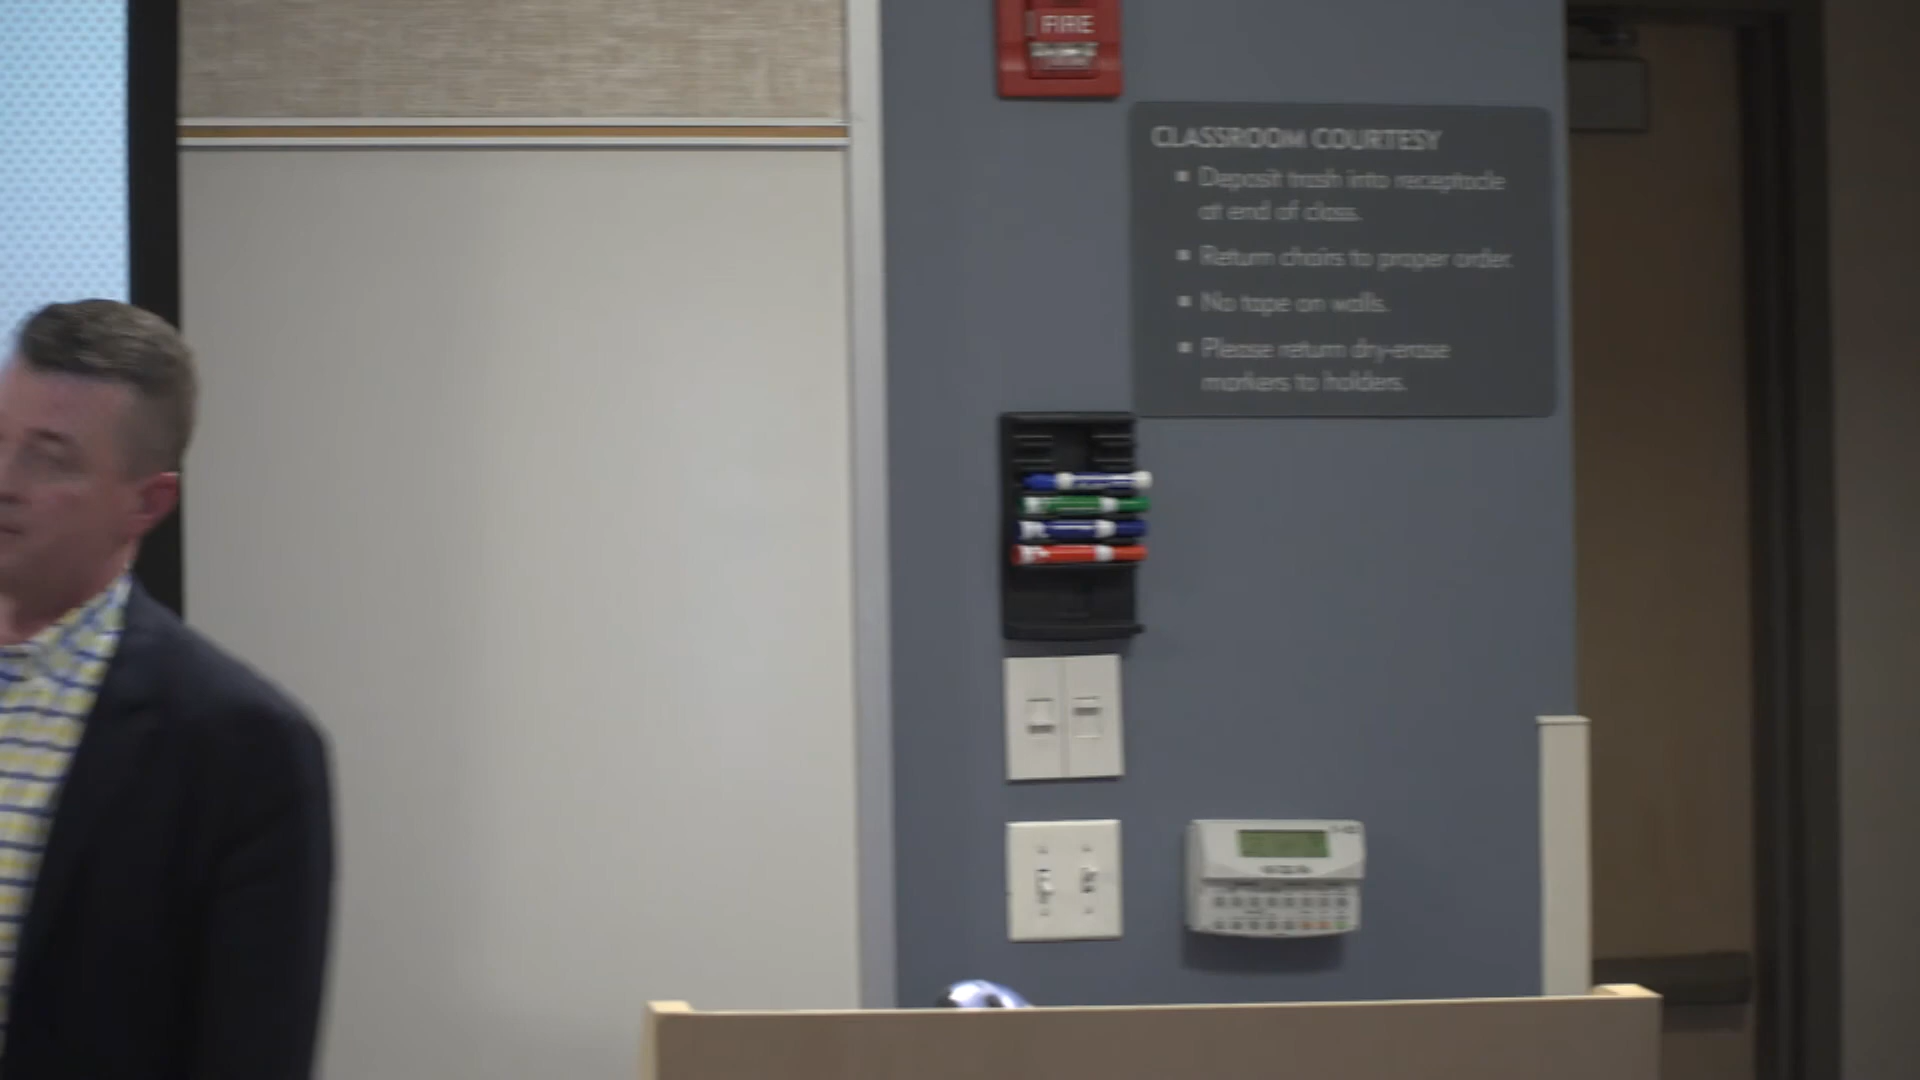 FIRE
CLASSROOM COURTESY
▪ Deposit trash into receptacle
at end of class.
▪ Return chairs to proper order.
▪ No tape on walls.
▪ Please return dry-erase
markers to holders.